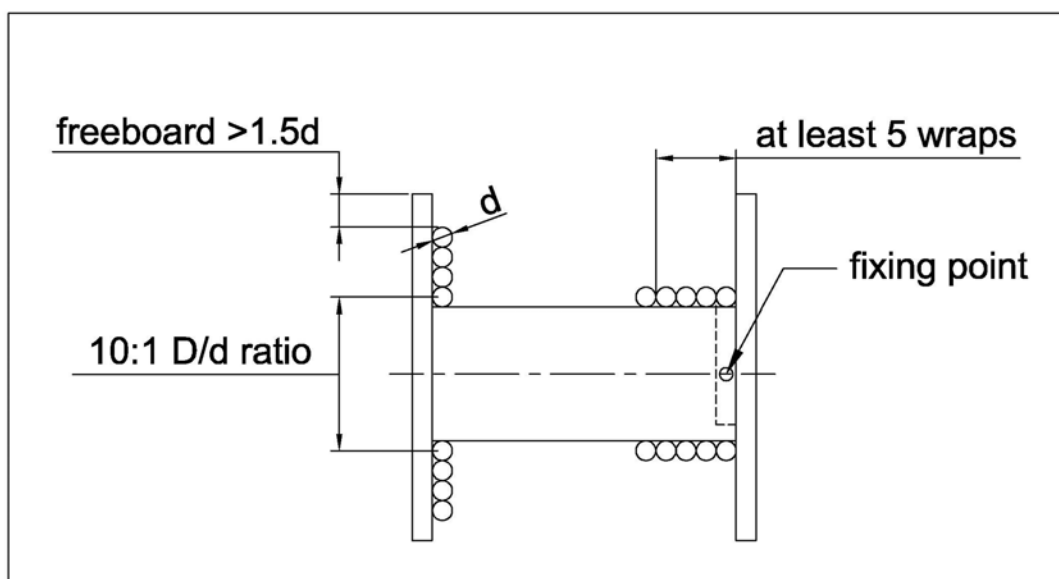 freeboard >1.5d
at least 5 wraps
d
fixing point
10:1 D/d ratio